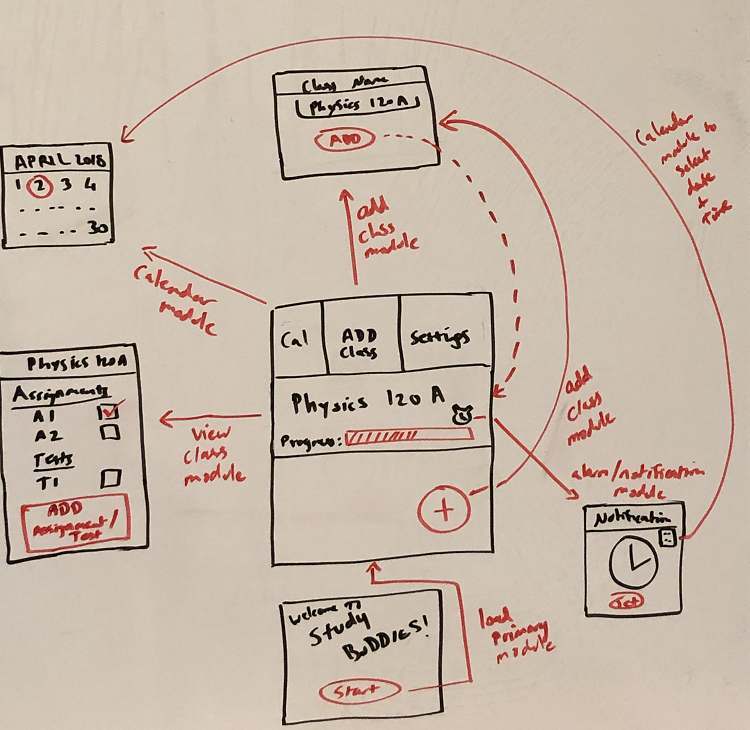 Class Name
Physics 120A
ADD
Calendar
module to
select
date
+
Time
APRIL 2018
1 2 3 4
30
add
class
module
Calendar
module
Cal
ADD
Class
Settings
Physics 120A
Assignments
A1
A2
Tests
T1
ADD
Assignment/
Test
view
class
module
Physics 120 A
Progress:
+
add
class
module
alarm/notification
module
Notification
Set
Welcome To
Study
BuDDIES!
Start
load
Primary
module